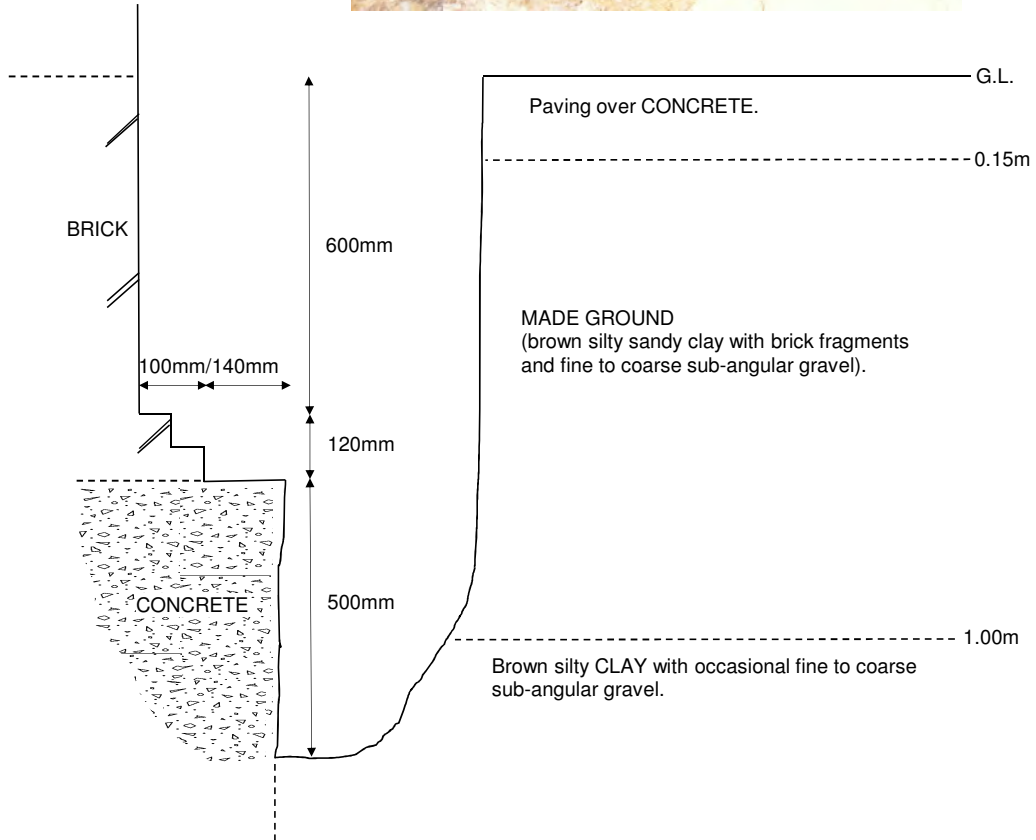 G.L.
Paving over CONCRETE.
0.15m
BRICK
600mm
MADE GROUND
(brown silty sandy clay with brick fragments
and fine to coarse sub-angular gravel).
100mm/140mm
120mm
CONCRETE
500mm
1.00m
Brown silty CLAY with occasional fine to coarse
sub-angular gravel.